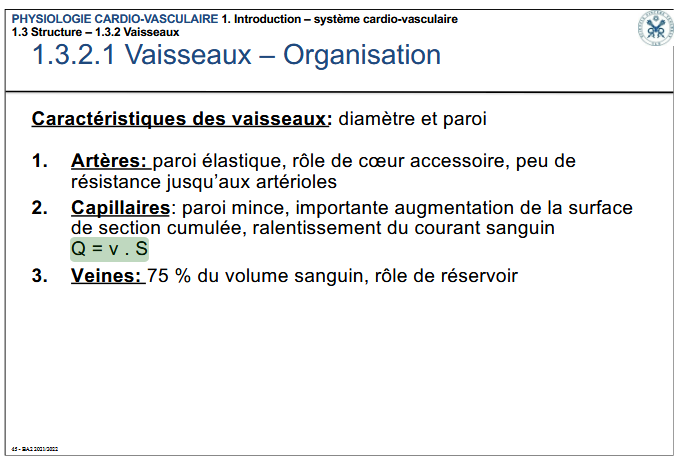 PHYSIOLOGIE CARDIO-VASCULAIRE 1. Introduction – système cardio-vasculaire
1.3 Structure – 1.3.2 Vaisseaux
1.3.2.1 Vaisseaux – Organisation
Caractéristiques des vaisseaux: diamètre et paroi
1. Artères: paroi élastique, rôle de cœur accessoire, peu de
résistance jusqu’aux artérioles
2. Capillaires: paroi mince, importante augmentation de la surface
de section cumulée, ralentissement du courant sanguin
Q = v . S
3. Veines: 75 % du volume sanguin, rôle de réservoir
45 - BA2 2021/2022